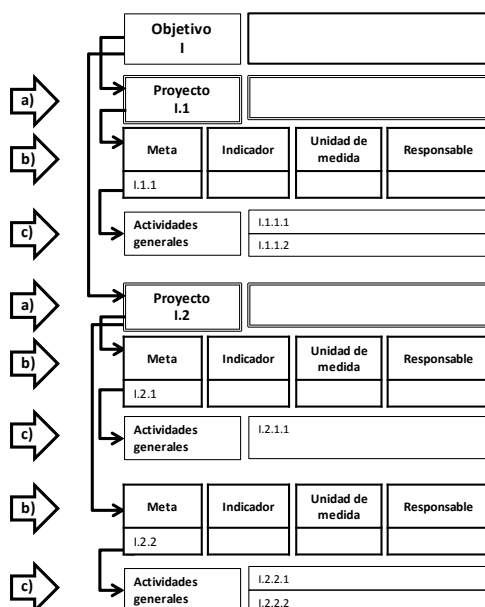 Objetivo
I
a)
Proyecto
I.1
b)
Meta
Indicador
Unidad de
medida
Responsable
I.1.1
c)
Actividades
generales
I.1.1.1
I.1.1.2
a)
Proyecto
I.2
b)
Meta
Indicador
Unidad de
medida
Responsable
I.2.1
c)
Actividades
generales
I.2.1.1
b)
Meta
Indicador
Unidad de
medida
Responsable
I.2.2
c)
Actividades
generales
I.2.2.1
I.2.2.2